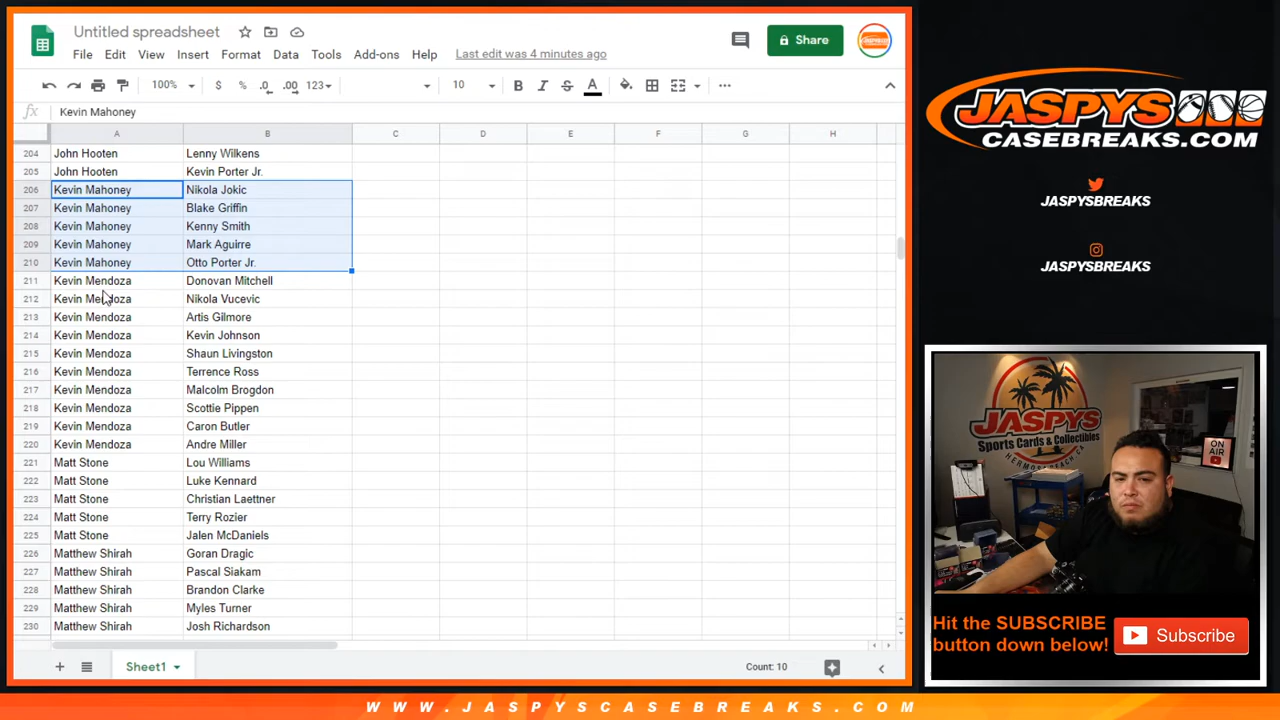 Untitled spreadsheet
File Edit View Insert Format Data Tools Add-ons Help Last edit was 4 minutes ago
Share
100% $ % .0 .00 123 10 B I S A
fx Kevin Mahoney
A B C D E F G H
204 John Hooten Lenny Wilkens
205 John Hooten Kevin Porter Jr.
206 Kevin Mahoney Nikola Jokic
207 Kevin Mahoney Blake Griffin
208 Kevin Mahoney Kenny Smith
209 Kevin Mahoney Mark Aguirre
210 Kevin Mahoney Otto Porter Jr.
211 Kevin Mendoza Donovan Mitchell
212 Kevin Mendoza Nikola Vucevic
213 Kevin Mendoza Artis Gilmore
214 Kevin Mendoza Kevin Johnson
215 Kevin Mendoza Shaun Livingston
216 Kevin Mendoza Terrence Ross
217 Kevin Mendoza Malcolm Brogdon
218 Kevin Mendoza Scottie Pippen
219 Kevin Mendoza Caron Butler
220 Kevin Mendoza Andre Miller
221 Matt Stone Lou Williams
222 Matt Stone Luke Kennard
223 Matt Stone Christian Laettner
224 Matt Stone Terry Rozier
225 Matt Stone Jalen McDaniels
226 Matthew Shirah Goran Dragic
227 Matthew Shirah Pascal Siakam
228 Matthew Shirah Brandon Clarke
229 Matthew Shirah Myles Turner
230 Matthew Shirah Josh Richardson
Sheet1 Count: 10
JASPYS
CASEBREAKS.COM
JASPYSBREAKS
JASPYSBREAKS
JASPYS
Sports Cards & Collectibles
HERMOSA BEACH, CA
ON AIR
Hit the SUBSCRIBE
button down below!
Subscribe
WWW.JASPYSCASEBREAKS.COM